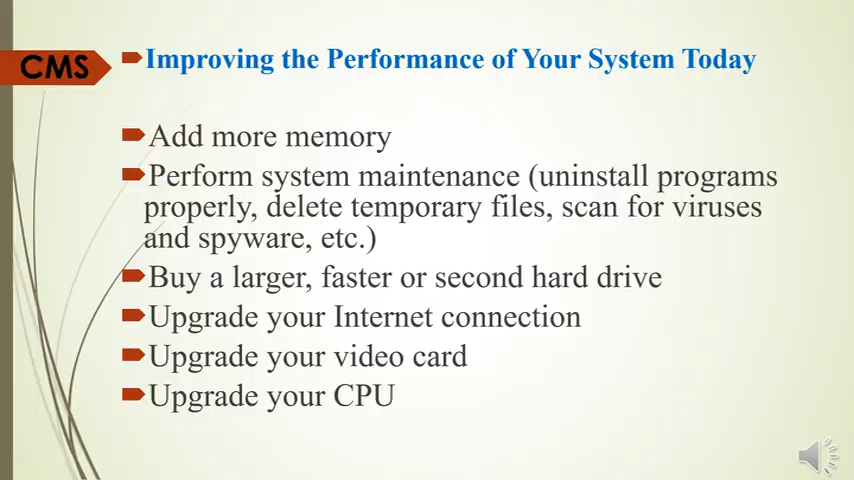 CMS
Improving the Performance of Your System Today
Add more memory
Perform system maintenance (uninstall programs
properly, delete temporary files, scan for viruses
and spyware, etc.)
Buy a larger, faster or second hard drive
Upgrade your Internet connection
Upgrade your video card
Upgrade your CPU